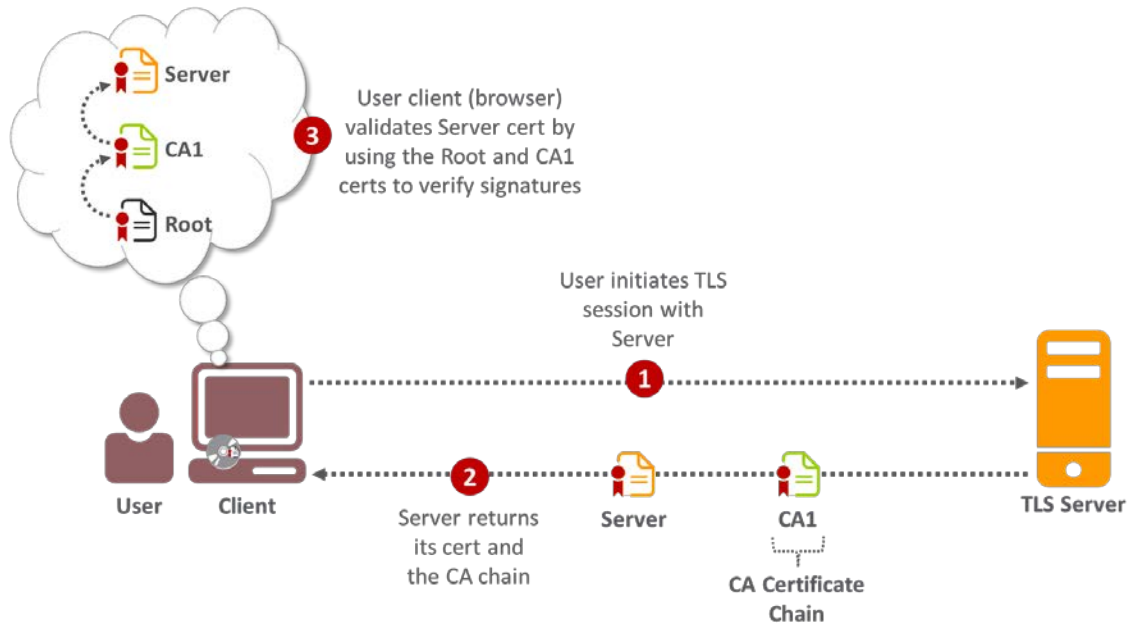 Server
CA1
Root
3
User client (browser)
validates Server cert by
using the Root and CA1
certs to verify signatures
User initiates TLS
session with
Server
1
2
User
Client
Server returns
its cert and
the CA chain
Server
CA1
CA Certificate
Chain
TLS Server